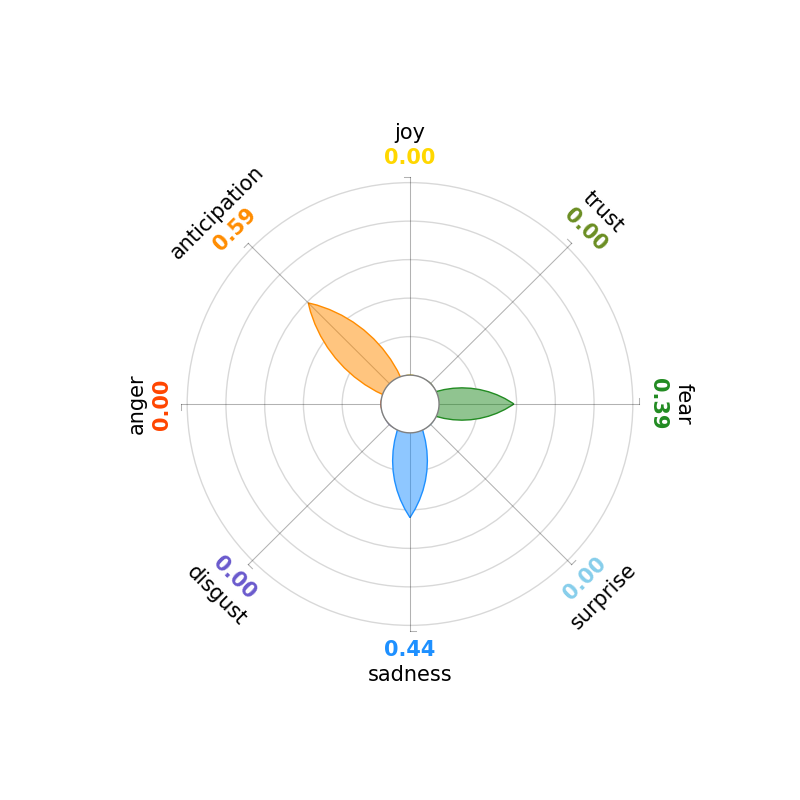 joy
0.00
trust
0.00
fear
0.39
surprise
0.00
0.44
sadness
disgust
0.00
anger
0.00
anticipation
0.59